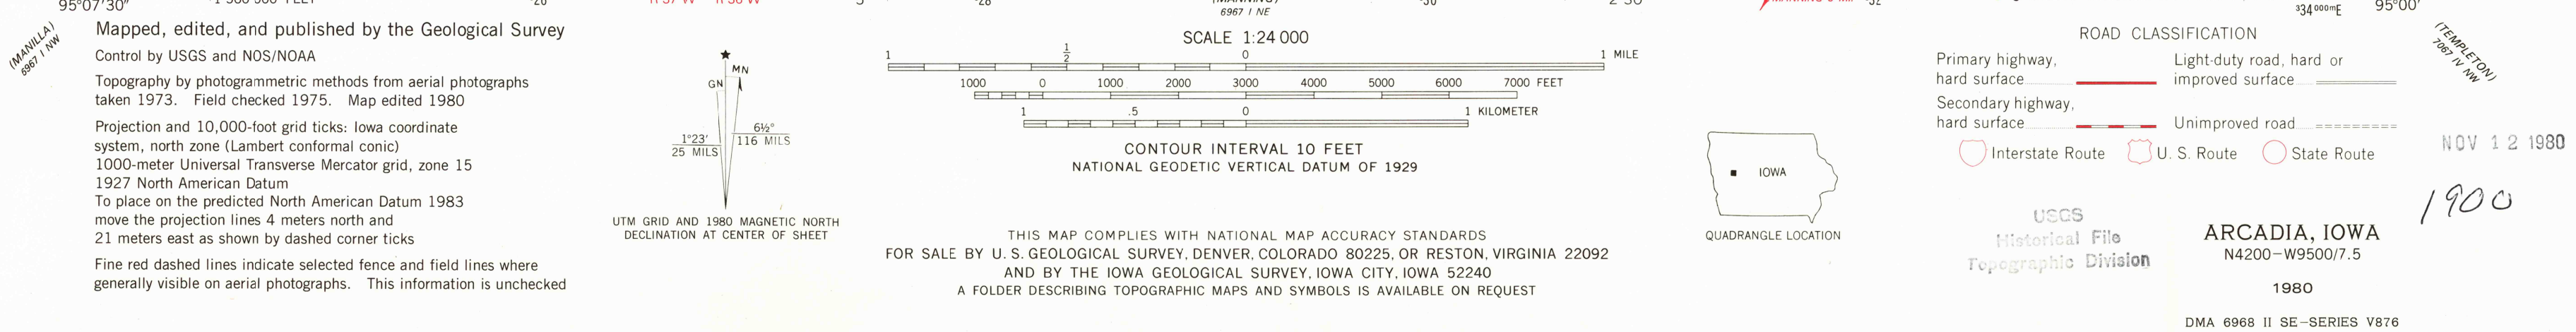 95°07'30"
(MANILLA)
6967 I NW
Mapped, edited, and published by the Geological Survey
Control by USGS and NOS/NOAA
Topography by photogrammetric methods from aerial photographs
taken 1973. Field checked 1975. Map edited 1980
Projection and 10,000-foot grid ticks: Iowa coordinate
system, north zone (Lambert conformal conic)
1000-meter Universal Transverse Mercator grid, zone 15
1927 North American Datum
To place on the predicted North American Datum 1983
move the projection lines 4 meters north and
21 meters east as shown by dashed corner ticks
Fine red dashed lines indicate selected fence and field lines where
generally visible on aerial photographs. This information is unchecked
★
MN
GN
1°23'
25 MILS
6½°
116 MILS
UTM GRID AND 1980 MAGNETIC NORTH
DECLINATION AT CENTER OF SHEET
6967 I NE
SCALE 1:24 000
1 ½ 0 1 MILE
1000 0 1000 2000 3000 4000 5000 6000 7000 FEET
1 .5 0 1 KILOMETER
CONTOUR INTERVAL 10 FEET
NATIONAL GEODETIC VERTICAL DATUM OF 1929
THIS MAP COMPLIES WITH NATIONAL MAP ACCURACY STANDARDS
FOR SALE BY U. S. GEOLOGICAL SURVEY, DENVER, COLORADO 80225, OR RESTON, VIRGINIA 22092
AND BY THE IOWA GEOLOGICAL SURVEY, IOWA CITY, IOWA 52240
A FOLDER DESCRIBING TOPOGRAPHIC MAPS AND SYMBOLS IS AVAILABLE ON REQUEST
IOWA
QUADRANGLE LOCATION
334000mE
95°00'
(TEMPLETON)
7067 IV NW
ROAD CLASSIFICATION
Primary highway,
hard surface
Light-duty road, hard or
improved surface
Secondary highway,
hard surface
Unimproved road
Interstate Route U. S. Route State Route
NOV 12 1980
1900
USGS
Historical File
Topographic Division
ARCADIA, IOWA
N4200–W9500/7.5
1980
DMA 6968 II SE–SERIES V876